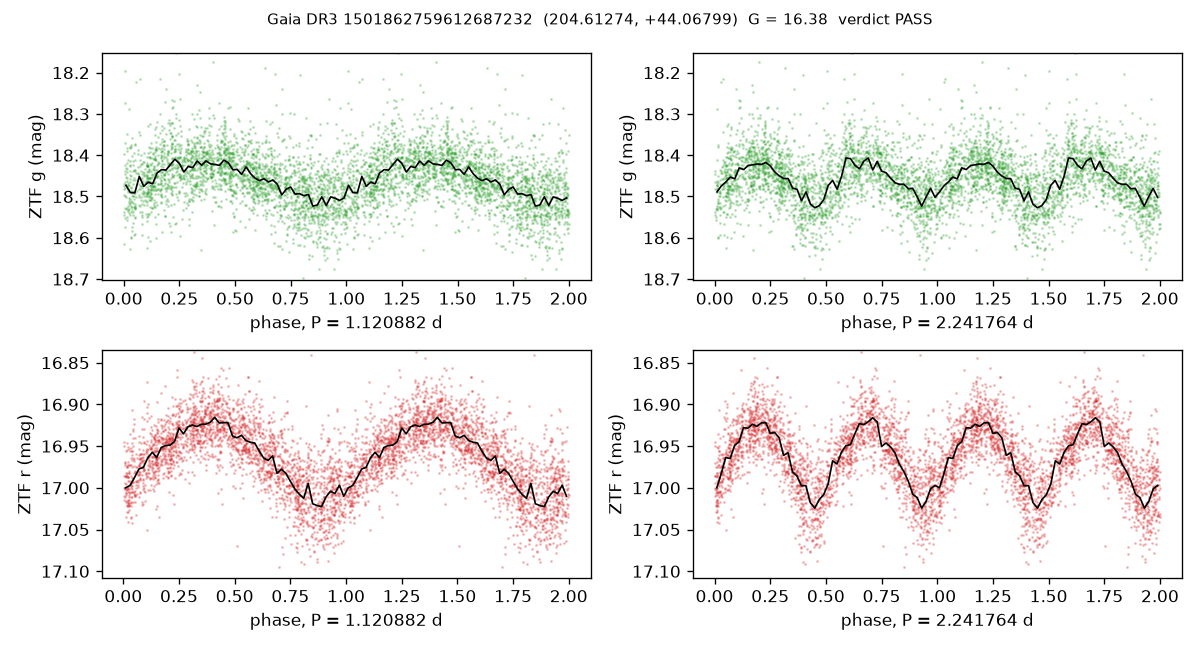 Gaia DR3 1501862759612687232 (204.61274, +44.06799) G = 16.38 verdict PASS
ZTF g (mag)
18.2
18.3
18.4
18.5
18.6
18.7
0.00 0.25 0.50 0.75 1.00 1.25 1.50 1.75 2.00
phase, P = 1.120882 d
ZTF g (mag)
18.2
18.3
18.4
18.5
18.6
18.7
0.00 0.25 0.50 0.75 1.00 1.25 1.50 1.75 2.00
phase, P = 2.241764 d
ZTF r (mag)
16.85
16.90
16.95
17.00
17.05
17.10
0.00 0.25 0.50 0.75 1.00 1.25 1.50 1.75 2.00
phase, P = 1.120882 d
ZTF r (mag)
16.85
16.90
16.95
17.00
17.05
17.10
0.00 0.25 0.50 0.75 1.00 1.25 1.50 1.75 2.00
phase, P = 2.241764 d